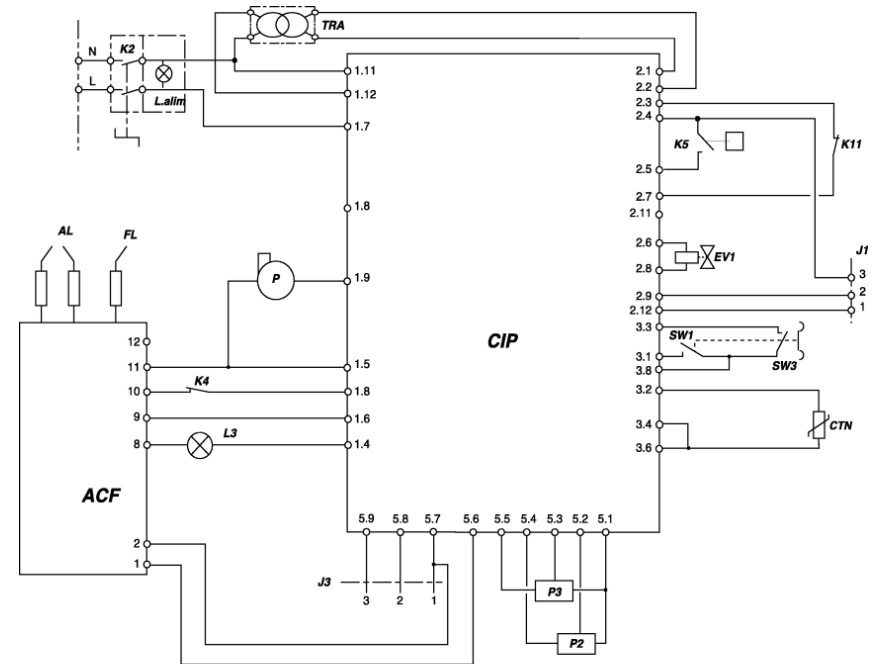 TRA
N K2
L
L.alim
1.11 2.1
1.12 2.2
2.3
1.7 2.4
K5 K11
2.5
2.7
1.8 2.11
AL FL
2.6
EV1 J1
P 1.9 2.8 3
2.9 2
2.12 1
CIP
3.3
12 SW1
11 1.5 3.1
3.8 SW3
K4
10 1.8 3.2
9 1.6
L3 3.4 CTN
8 1.4 3.6
ACF
5.9 5.8 5.7 5.6 5.5 5.4 5.3 5.2 5.1
2
1
J3 P3
3 2 1
P2